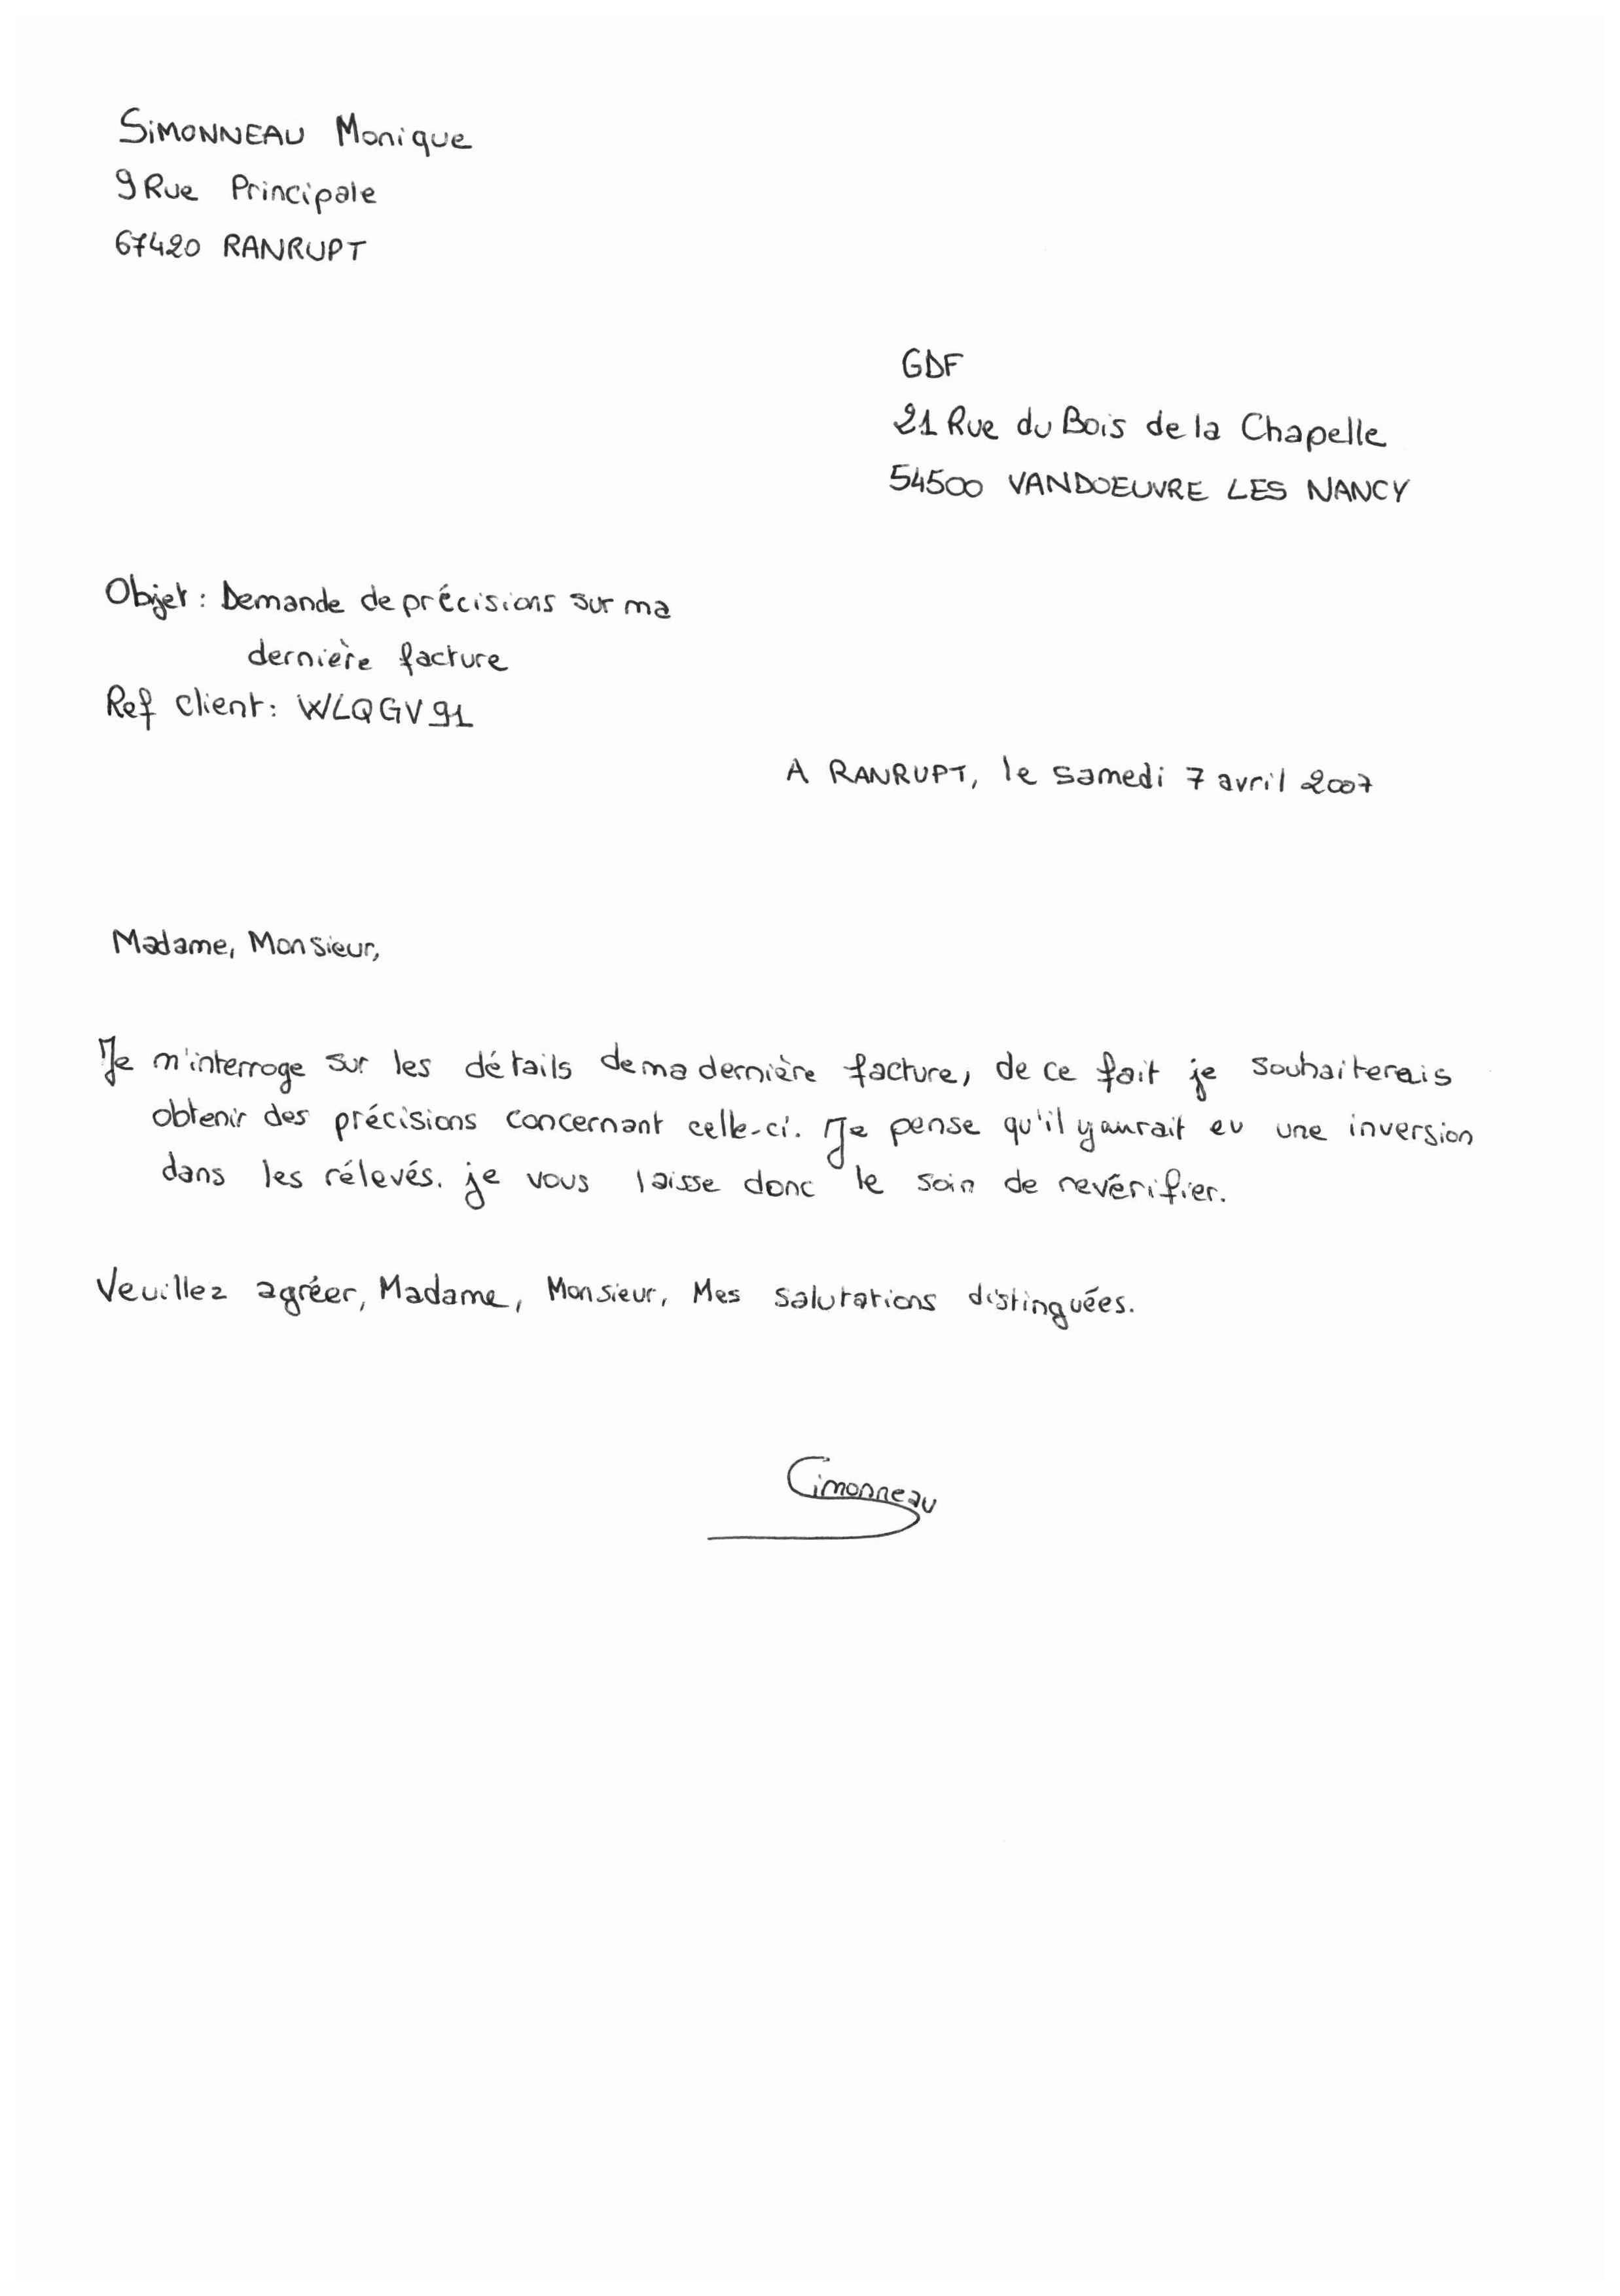 SIMONNEAU Monique
9 Rue Principale
67420 RANRUPT
GDF
21 Rue du Bois de la Chapelle
54500 VANDOEUVRE LES NANCY
Objet : Demande de précisions sur ma
dernière facture
Ref client : WLQGV91
A RANRUPT, le samedi 7 avril 2007
Madame, Monsieur,
Je m'interroge sur les détails de ma dernière facture, de ce fait je souhaiterais
obtenir des précisions concernant celle-ci. Je pense qu'il y aurait eu une inversion
dans les rélevés. je vous laisse donc le soin de revérifier.
Veuillez agréer, Madame, Monsieur, Mes salutations distinguées.
Simonneau